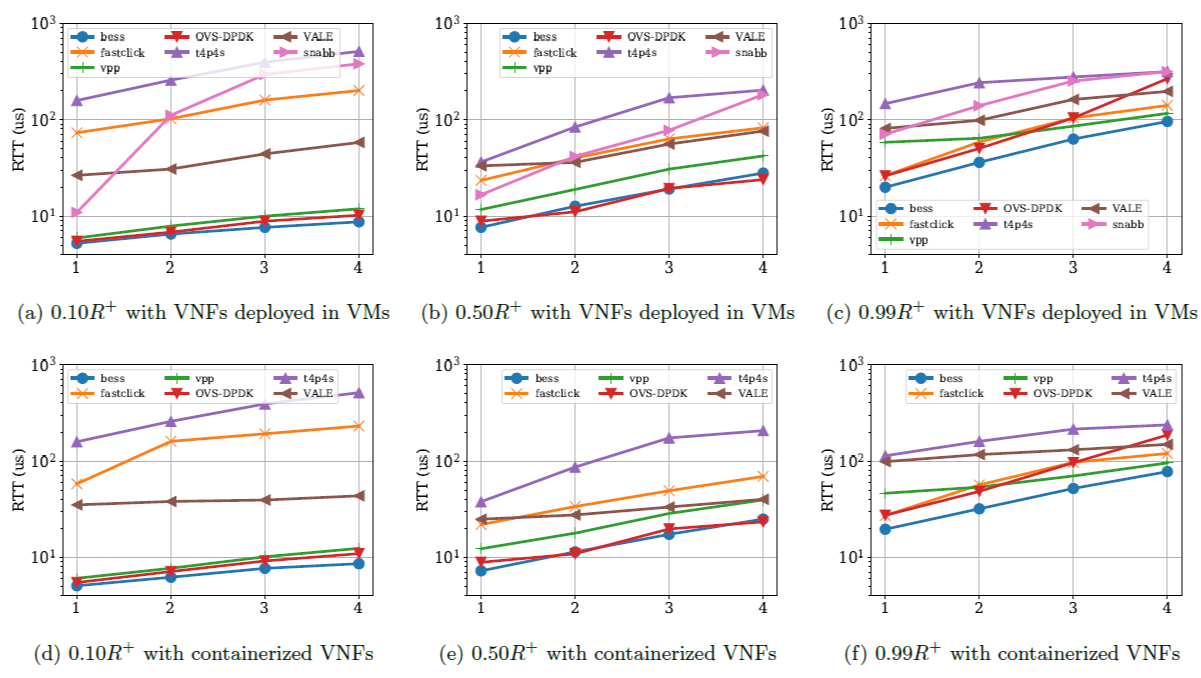 10³
bess OVS-DPDK VALE
fastclick t4p4s snabb
vpp
10²
10¹
RTT (us)
1 2 3 4
(a) 0.10R⁺ with VNFs deployed in VMs
10³
bess OVS-DPDK VALE
fastclick t4p4s snabb
vpp
10²
10¹
RTT (us)
1 2 3 4
(b) 0.50R⁺ with VNFs deployed in VMs
10³
10²
10¹
RTT (us)
bess OVS-DPDK VALE
fastclick t4p4s snabb
vpp
1 2 3 4
(c) 0.99R⁺ with VNFs deployed in VMs
10³
bess vpp t4p4s
fastclick OVS-DPDK VALE
10²
10¹
RTT (us)
1 2 3 4
(d) 0.10R⁺ with containerized VNFs
10³
bess vpp t4p4s
fastclick OVS-DPDK VALE
10²
10¹
RTT (us)
1 2 3 4
(e) 0.50R⁺ with containerized VNFs
10³
bess vpp t4p4s
fastclick OVS-DPDK VALE
10²
10¹
RTT (us)
1 2 3 4
(f) 0.99R⁺ with containerized VNFs